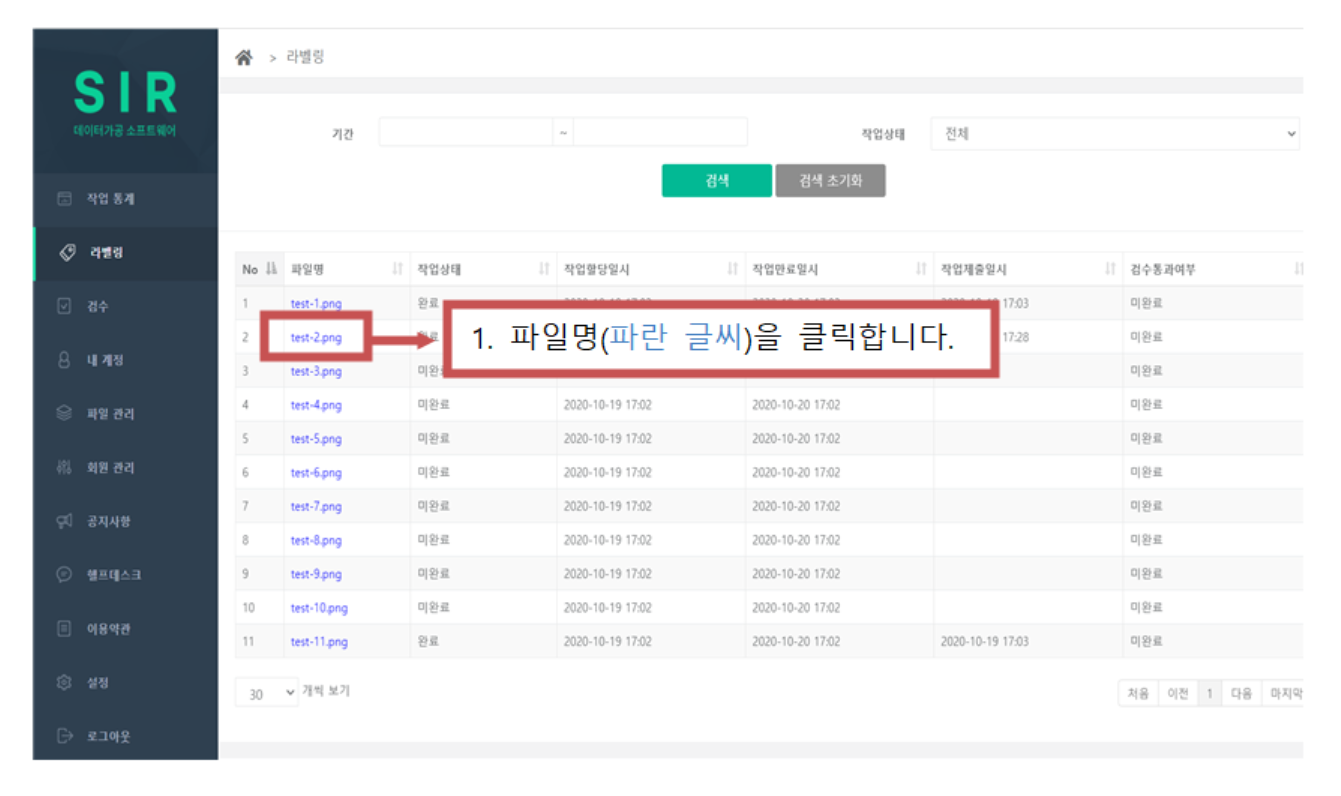 SIR
데이터가공 소프트웨어
작업 통계
라벨링
검수
내 계정
파일 관리
회원 관리
공지사항
헬프데스크
이용약관
설정
로그아웃
> 라벨링
기간 ~ 작업상태 전체
검색 검색 초기화
No 파일명 작업상태 작업할당일시 작업만료일시 작업제출일시 검수통과여부
1 test-1.png 완료 17:03 미완료
2 test-2.png 17:28 미완료
1. 파일명(파란 글씨)을 클릭합니다.
3 test-3.png 미완료 미완료
4 test-4.png 미완료 2020-10-19 17:02 2020-10-20 17:02 미완료
5 test-5.png 미완료 2020-10-19 17:02 2020-10-20 17:02 미완료
6 test-6.png 미완료 2020-10-19 17:02 2020-10-20 17:02 미완료
7 test-7.png 미완료 2020-10-19 17:02 2020-10-20 17:02 미완료
8 test-8.png 미완료 2020-10-19 17:02 2020-10-20 17:02 미완료
9 test-9.png 미완료 2020-10-19 17:02 2020-10-20 17:02 미완료
10 test-10.png 미완료 2020-10-19 17:02 2020-10-20 17:02 미완료
11 test-11.png 완료 2020-10-19 17:02 2020-10-20 17:02 2020-10-19 17:03 미완료
30 개씩 보기
처음 이전 1 다음 마지막